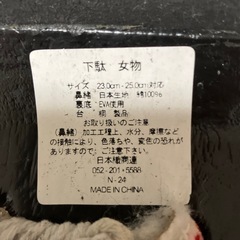 下駄 女物
サイズ 23.0cm - 25.0cm対応
鼻緒 日本生地 綿100%
裏底 EVA使用
台 桐 製品
お取り扱いのご注意
(鼻緒) 加工工程上、水分、摩擦など
の接触により、色落ちや、変色の恐れが
ありますので、ご注意下さい。
日本橋商運
052-201-5588
N-24
MADE IN CHINA